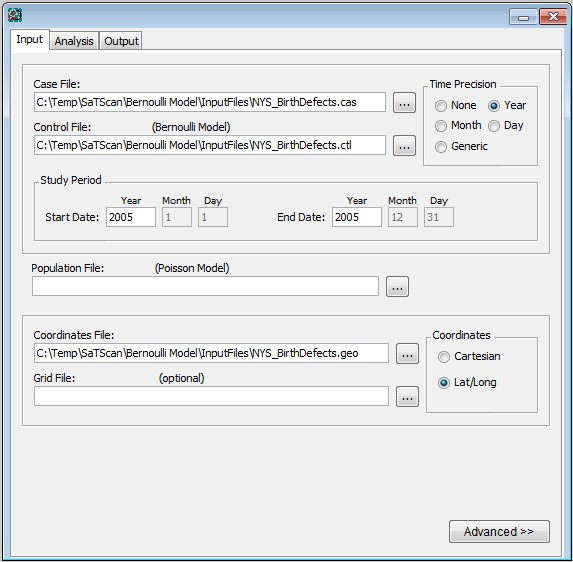 Input Analysis Output
Case File:
C:\Temp\SaTScan\Bernoulli Model\InputFiles\NYS_BirthDefects.cas ...
Control File: (Bernoulli Model)
C:\Temp\SaTScan\Bernoulli Model\InputFiles\NYS_BirthDefects.ctl ...
Time Precision
None Year
Month Day
Generic
Study Period
Year Month Day Year Month Day
Start Date: 2005 1 1 End Date: 2005 12 31
Population File: (Poisson Model)
...
Coordinates File:
C:\Temp\SaTScan\Bernoulli Model\InputFiles\NYS_BirthDefects.geo ...
Grid File: (optional)
...
Coordinates
Cartesian
Lat/Long
Advanced >>